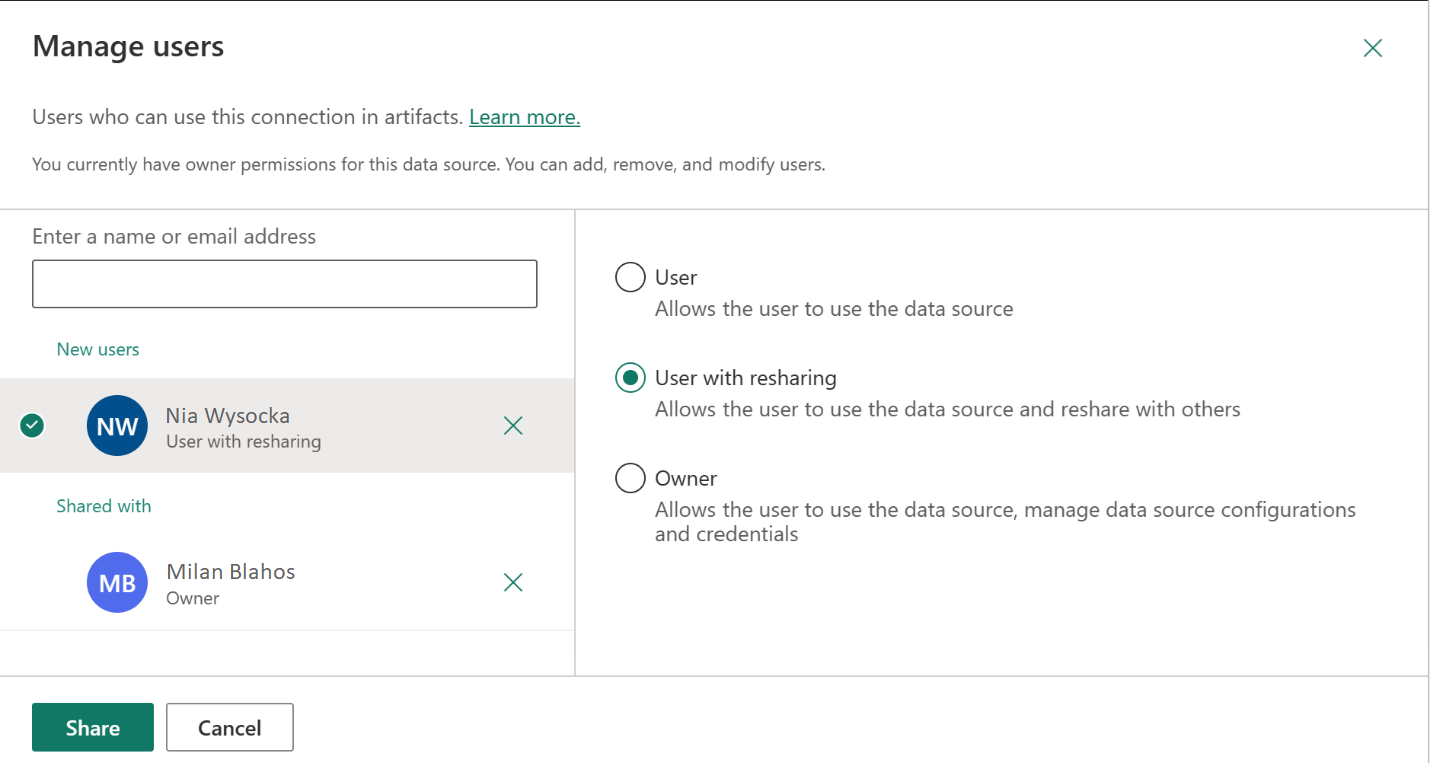 Manage users
Users who can use this connection in artifacts. Learn more.
You currently have owner permissions for this data source. You can add, remove, and modify users.
Enter a name or email address
New users
NW
Nia Wysocka
User with resharing
Shared with
MB
Milan Blahos
Owner
User
Allows the user to use the data source
User with resharing
Allows the user to use the data source and reshare with others
Owner
Allows the user to use the data source, manage data source configurations
and credentials
Share
Cancel